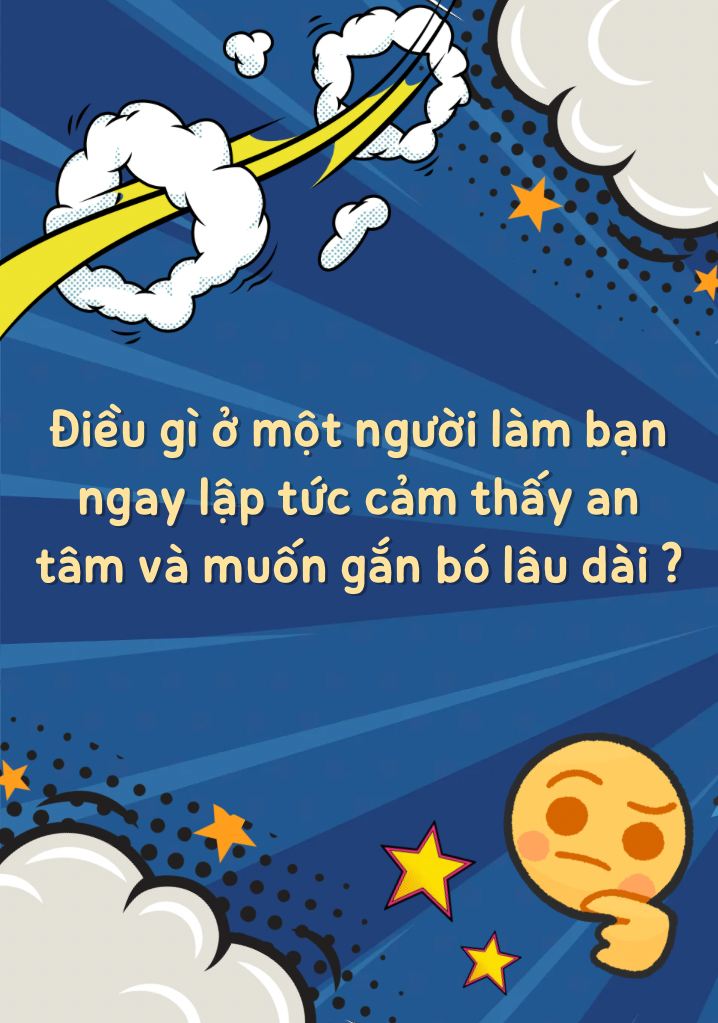 Điều gì ở một người làm bạn
ngay lập tức cảm thấy an
tâm và muốn gắn bó lâu dài ?